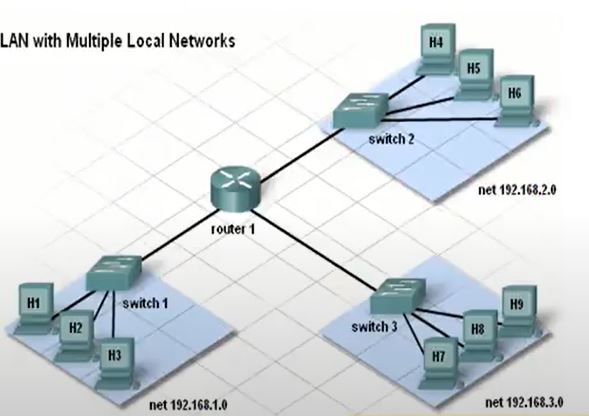 LAN with Multiple Local Networks
H4
H5
H6
switch 2
net 192.168.2.0
router 1
H1
H2
H3
switch 1
net 192.168.1.0
switch 3
H7
H8
H9
net 192.168.3.0